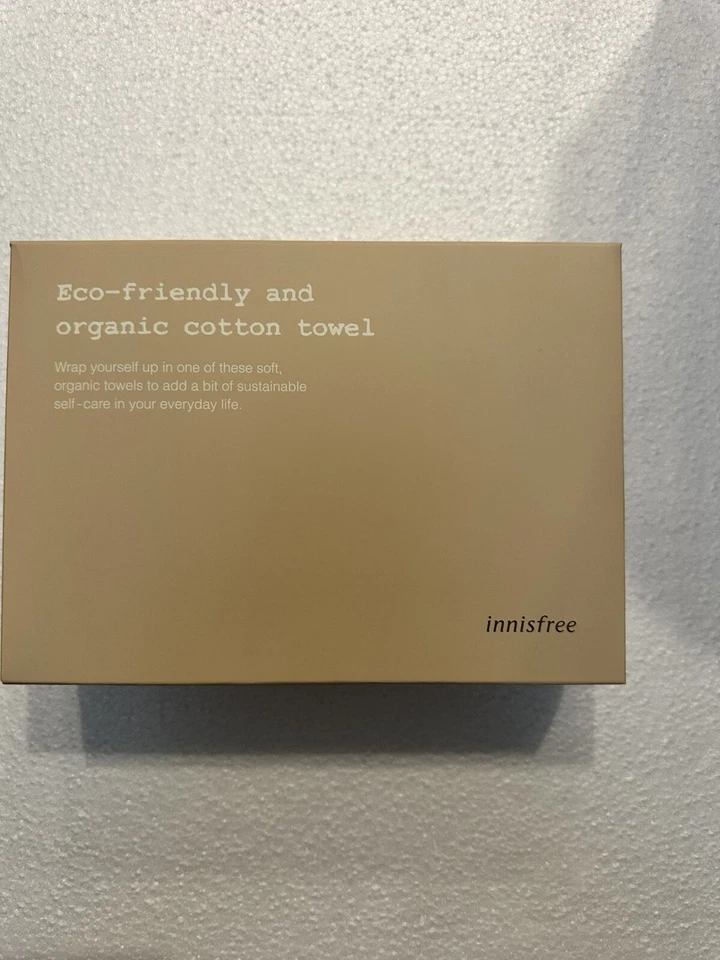 Eco-friendly and
organic cotton towel
Wrap yourself up in one of these soft,
organic towels to add a bit of sustainable
self-care in your everyday life.
innisfree